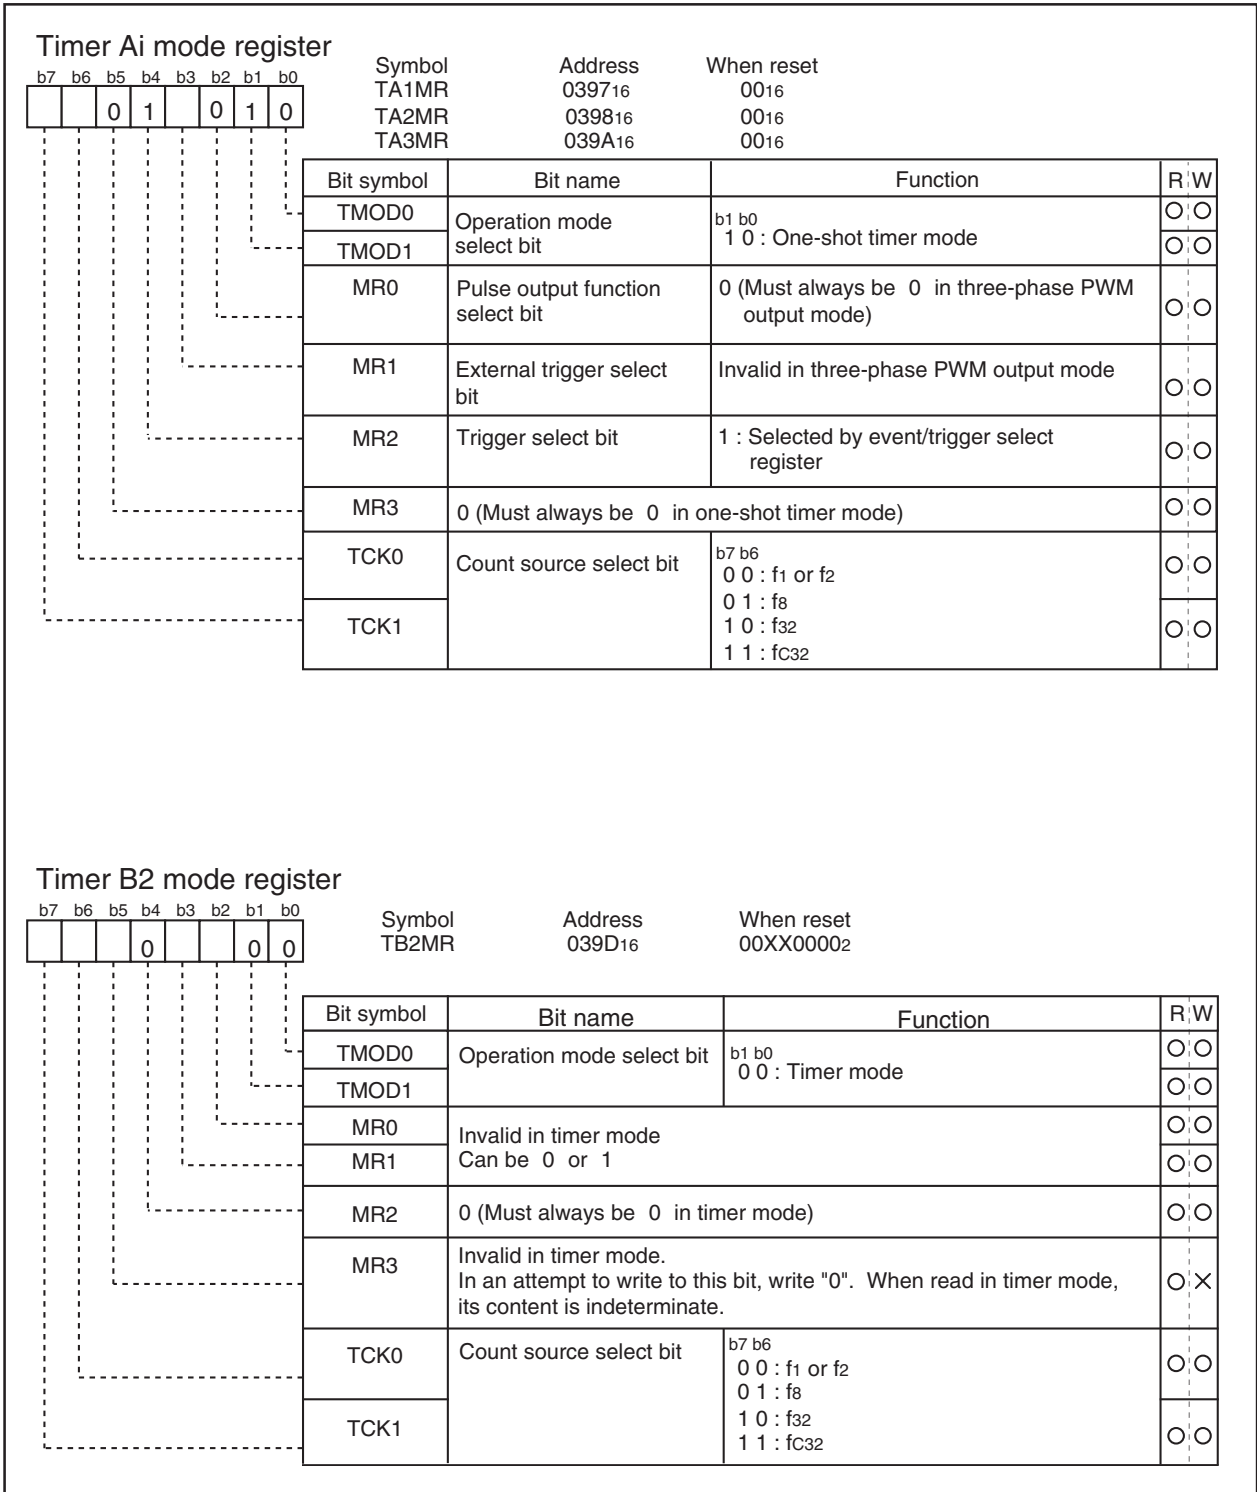 Timer Ai mode register
b7 b6 b5 b4 b3 b2 b1 b0
0 1 0 1 0
Symbol Address When reset
TA1MR 039716 0016
TA2MR 039816 0016
TA3MR 039A16 0016
Bit symbol Bit name Function R W
TMOD0
TMOD1
Operation mode
select bit
b1 b0
1 0 : One-shot timer mode
MR0 Pulse output function
select bit
0 (Must always be 0 in three-phase PWM
output mode)
MR1 External trigger select
bit
Invalid in three-phase PWM output mode
MR2 Trigger select bit 1 : Selected by event/trigger select
register
MR3 0 (Must always be 0 in one-shot timer mode)
TCK0
TCK1
Count source select bit
b7 b6
0 0 : f1 or f2
0 1 : f8
1 0 : f32
1 1 : fC32
Timer B2 mode register
b7 b6 b5 b4 b3 b2 b1 b0
0 0 0
Symbol Address When reset
TB2MR 039D16 00XX00002
Bit symbol Bit name Function R W
TMOD0
TMOD1
Operation mode select bit
b1 b0
0 0 : Timer mode
MR0
MR1
Invalid in timer mode
Can be 0 or 1
MR2 0 (Must always be 0 in timer mode)
MR3 Invalid in timer mode.
In an attempt to write to this bit, write "0". When read in timer mode,
its content is indeterminate.
TCK0
TCK1
Count source select bit
b7 b6
0 0 : f1 or f2
0 1 : f8
1 0 : f32
1 1 : fC32